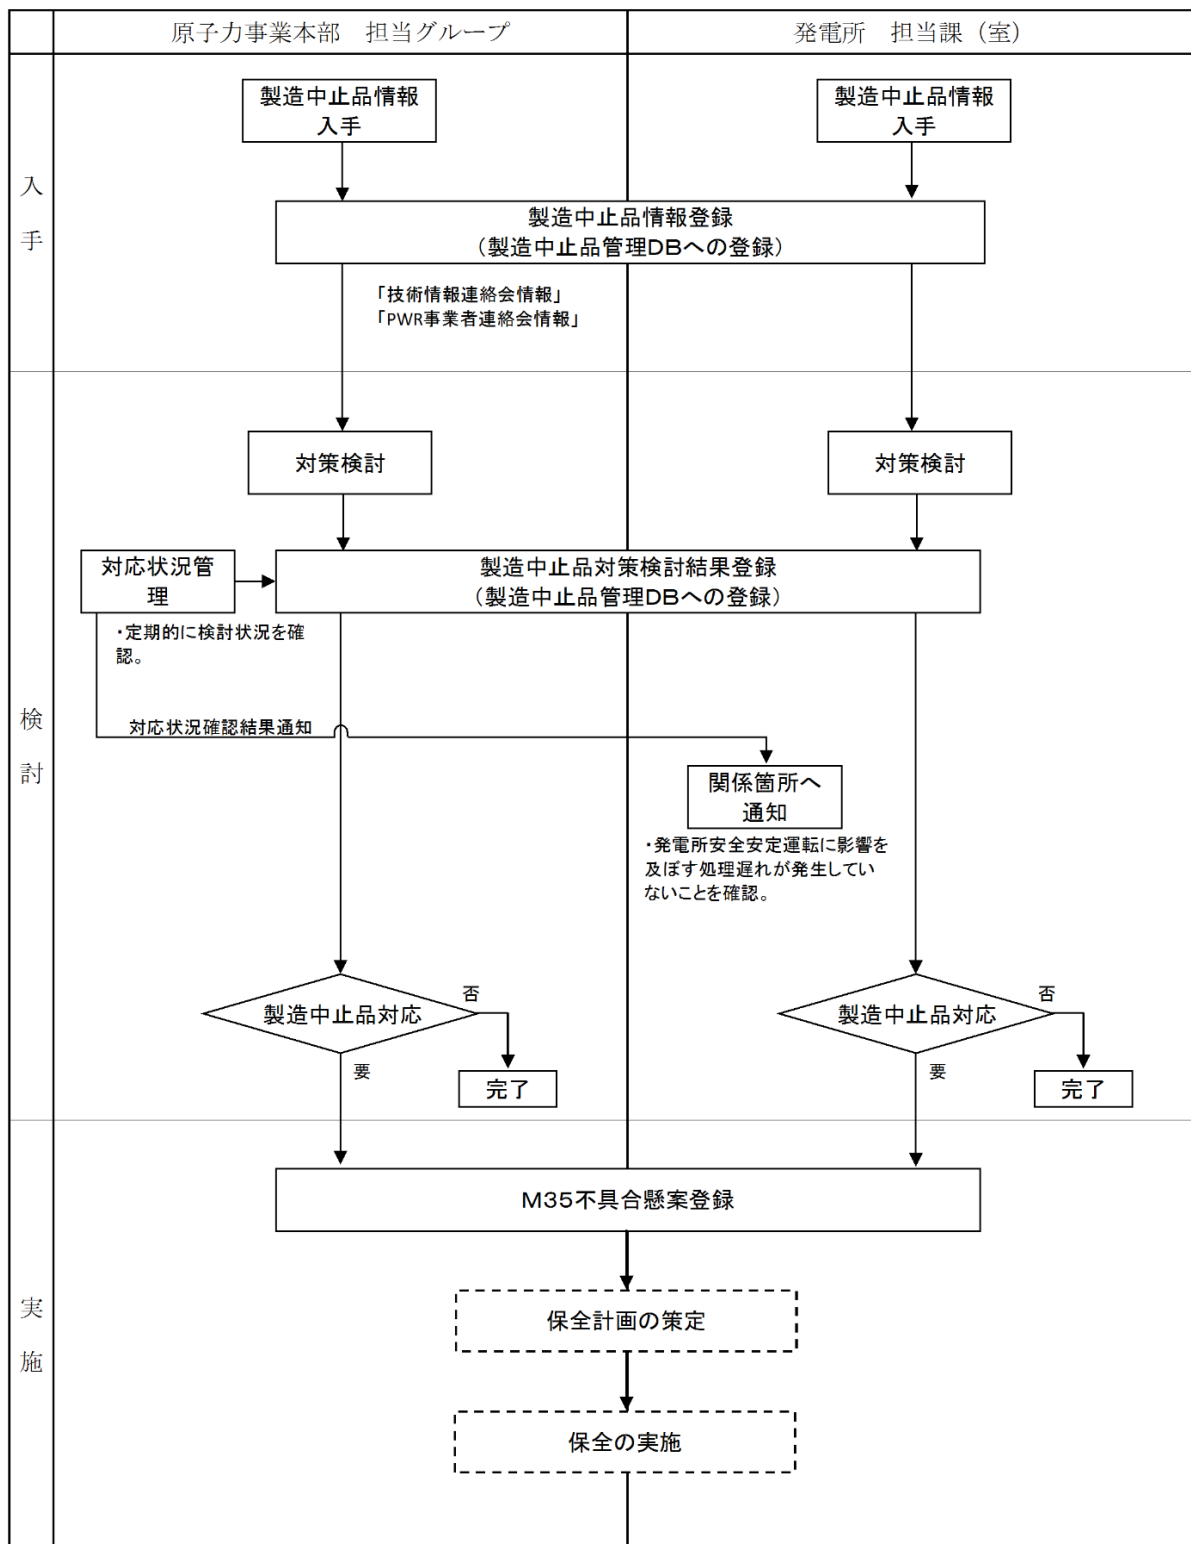 原子力事業本部　担当グループ
発電所　担当課（室）
入手
製造中止品情報
入手
製造中止品情報
入手
製造中止品情報登録
（製造中止品管理DBへの登録）
「技術情報連絡会情報」
「PWR事業者連絡会情報」
検討
対策検討
対策検討
対応状況管
理
製造中止品対策検討結果登録
（製造中止品管理DBへの登録）
・定期的に検討状況を確
認。
対応状況確認結果通知
関係箇所へ
通知
・発電所安全安定運転に影響を
及ぼす処理遅れが発生してい
ないことを確認。
製造中止品対応
否
要
完了
製造中止品対応
否
要
完了
実施
M35不具合懸案登録
保全計画の策定
保全の実施